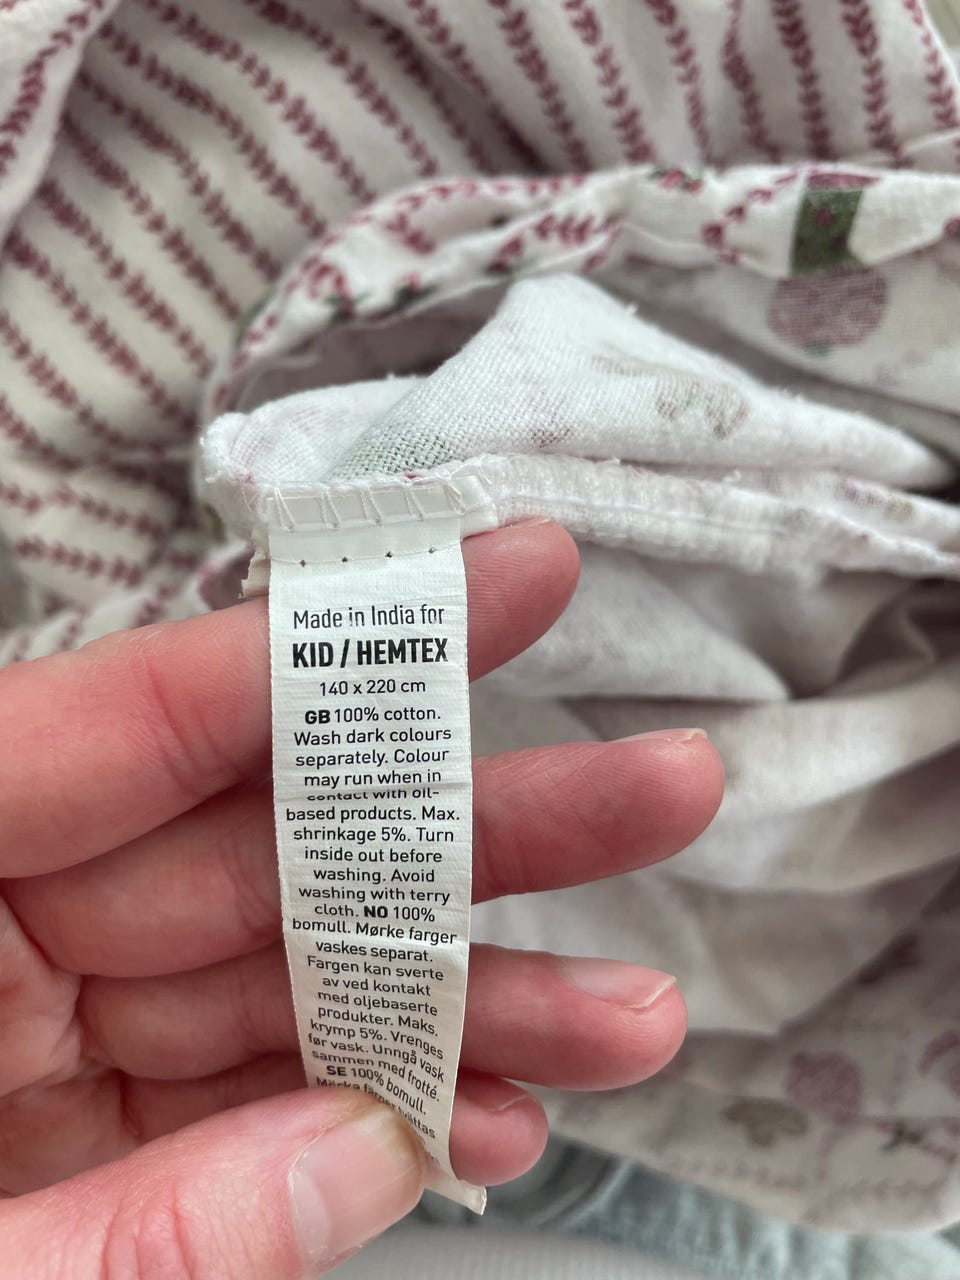 Made in India for
KID / HEMTEX
140 x 220 cm
GB 100% cotton.
Wash dark colours
separately. Colour
may run when in
contact with oil-
based products. Max.
shrinkage 5%. Turn
inside out before
washing. Avoid
washing with terry
cloth. NO 100%
bomull. Mørke farger
vaskes separat.
Fargen kan sverte
av ved kontakt
med oljebaserte
produkter. Maks.
krymp 5%. Vrenges
før vask. Unngå vask
sammen med frotté.
SE 100% bomull.
Mörka färger tvättas